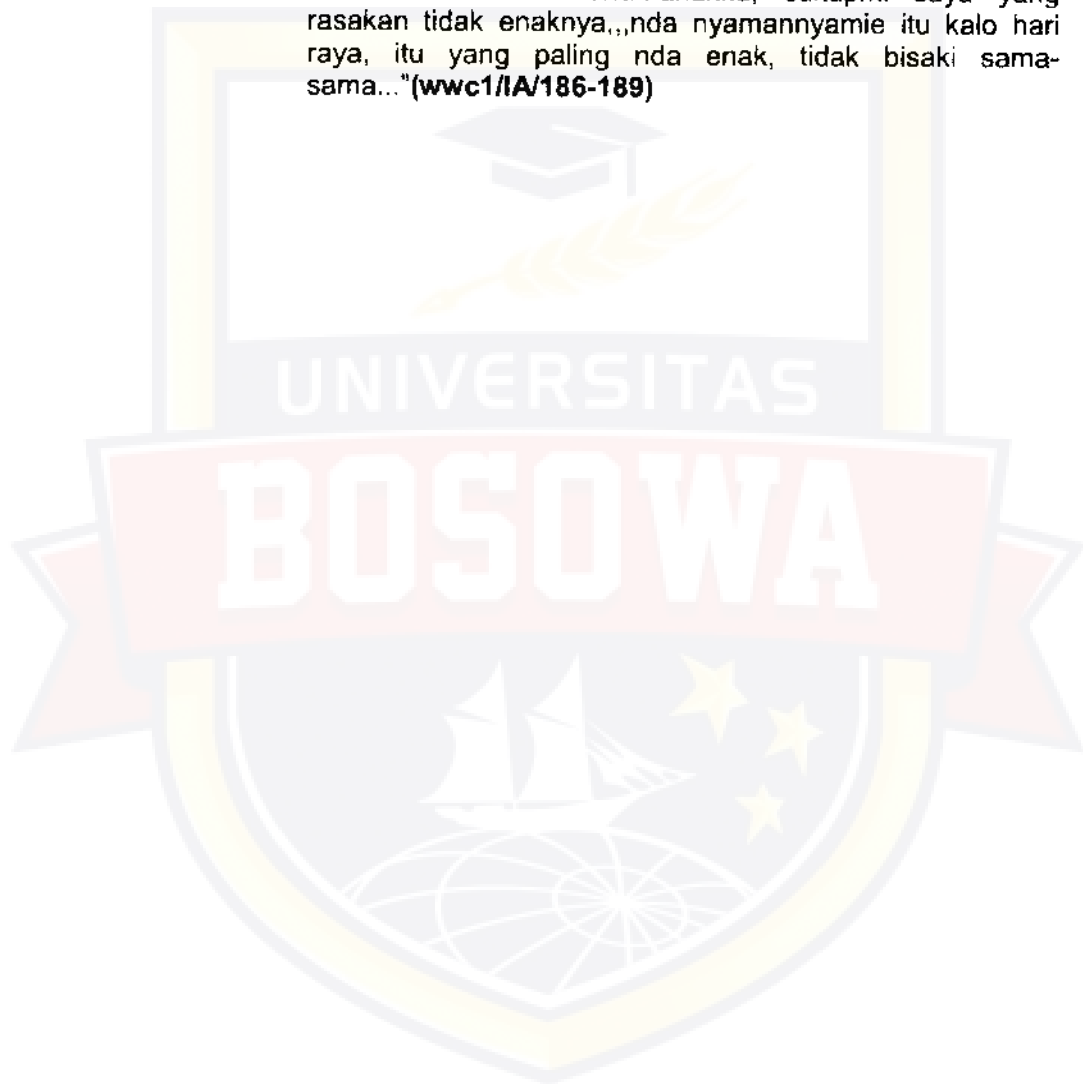 saya yang
rasakan tidak enaknya,,,nda nyamannyamie itu kalo hari
raya, itu yang paling nda enak, tidak bisaki sama-
sama..."(wwc1/IA/186-189)
UNIVERSITAS
BOSOWA